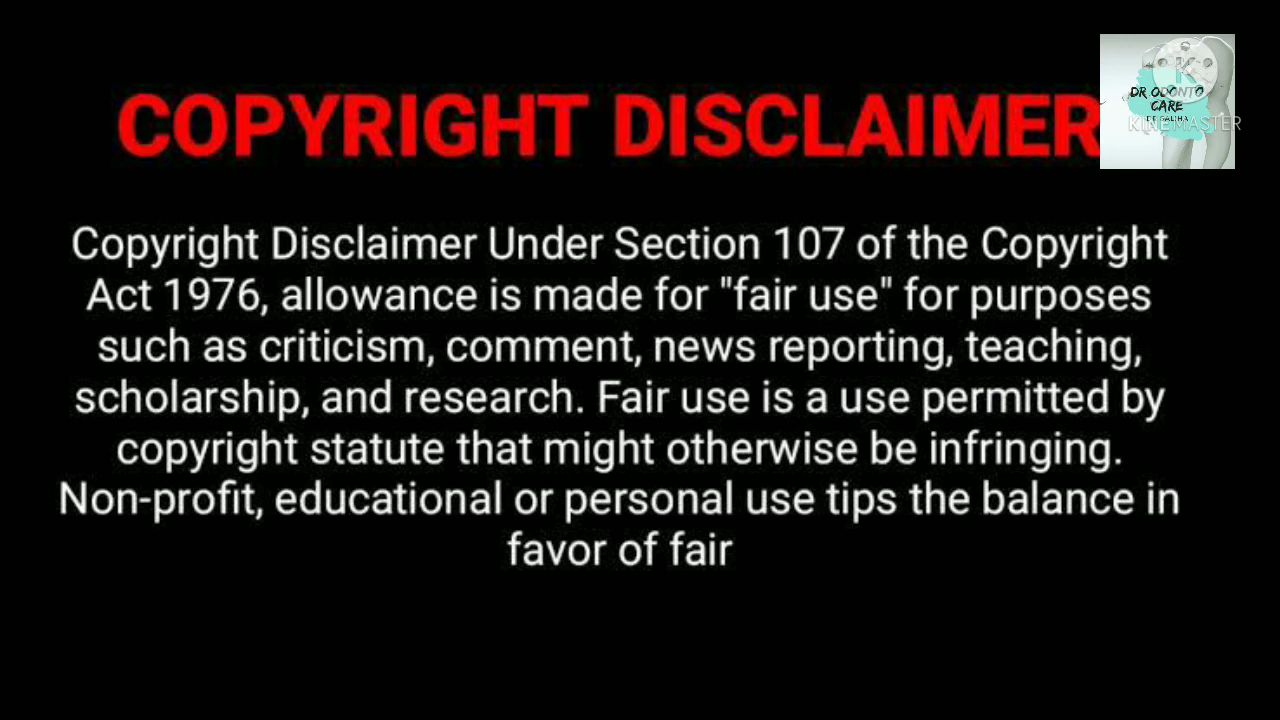 COPYRIGHT DISCLAIMER
DR ODONTO
CARE
KINEMASTER
Copyright Disclaimer Under Section 107 of the Copyright
Act 1976, allowance is made for "fair use" for purposes
such as criticism, comment, news reporting, teaching,
scholarship, and research. Fair use is a use permitted by
copyright statute that might otherwise be infringing.
Non-profit, educational or personal use tips the balance in
favor of fair